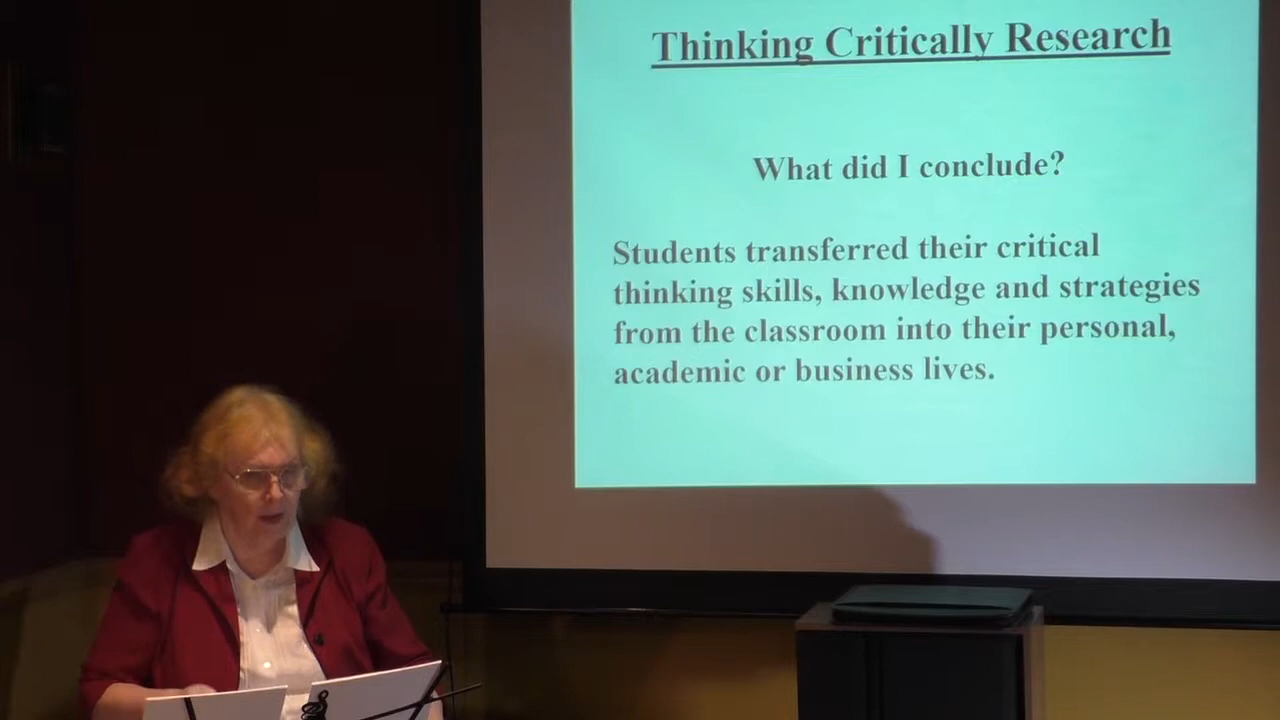 Thinking Critically Research
What did I conclude?
Students transferred their critical
thinking skills, knowledge and strategies
from the classroom into their personal,
academic or business lives.